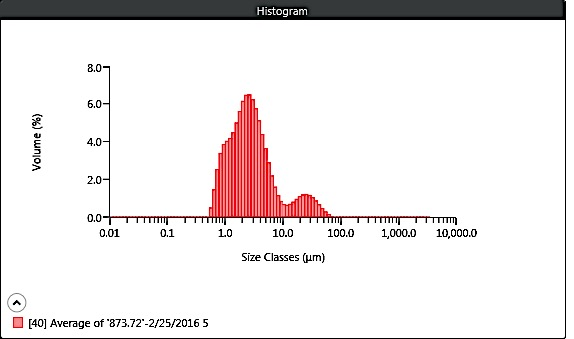 Histogram
8.0
6.0
4.0
2.0
0.0
Volume (%)
0.01 0.1 1.0 10.0 100.0 1,000.0 10,000.0
Size Classes (µm)
[40] Average of "873.72"-2/25/2016 5